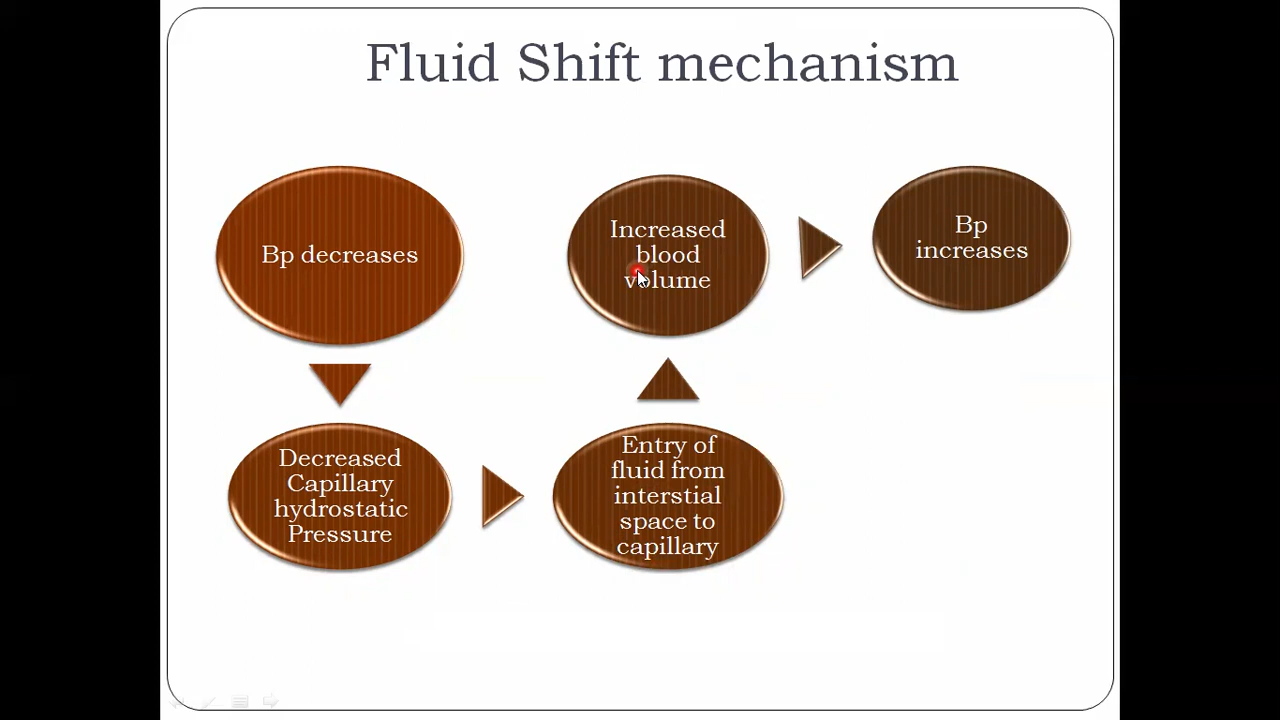 Fluid Shift mechanism
Bp decreases
Decreased
Capillary
hydrostatic
Pressure
Entry of
fluid from
interstial
space to
capillary
Increased
blood
volume
Bp
increases